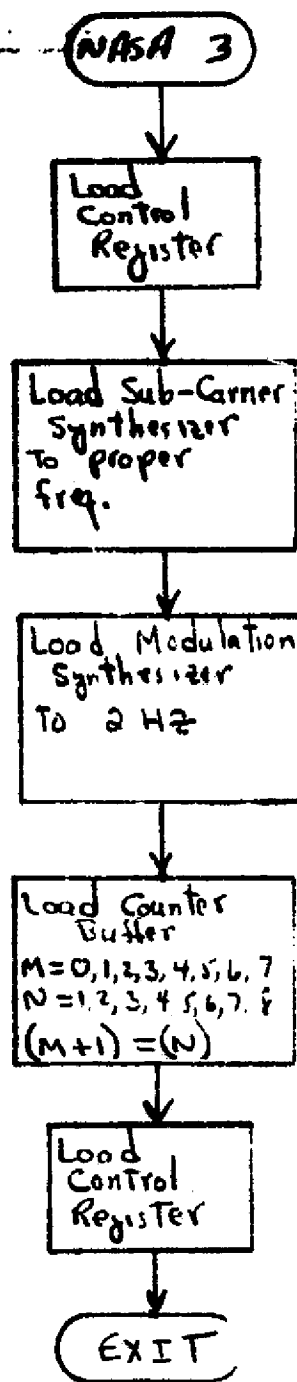 NASA 3
Load
Control
Register
Load Sub-Carrier
Synthesizer
To proper
freq.
Load Modulation
Synthesizer
To 2 Hz
Load Counter
Buffer
M=0,1,2,3,4,5,6,7
N=1,2,3,4 5,6,7,
(M+1)=(N)
Load
Control
Register
EXIT